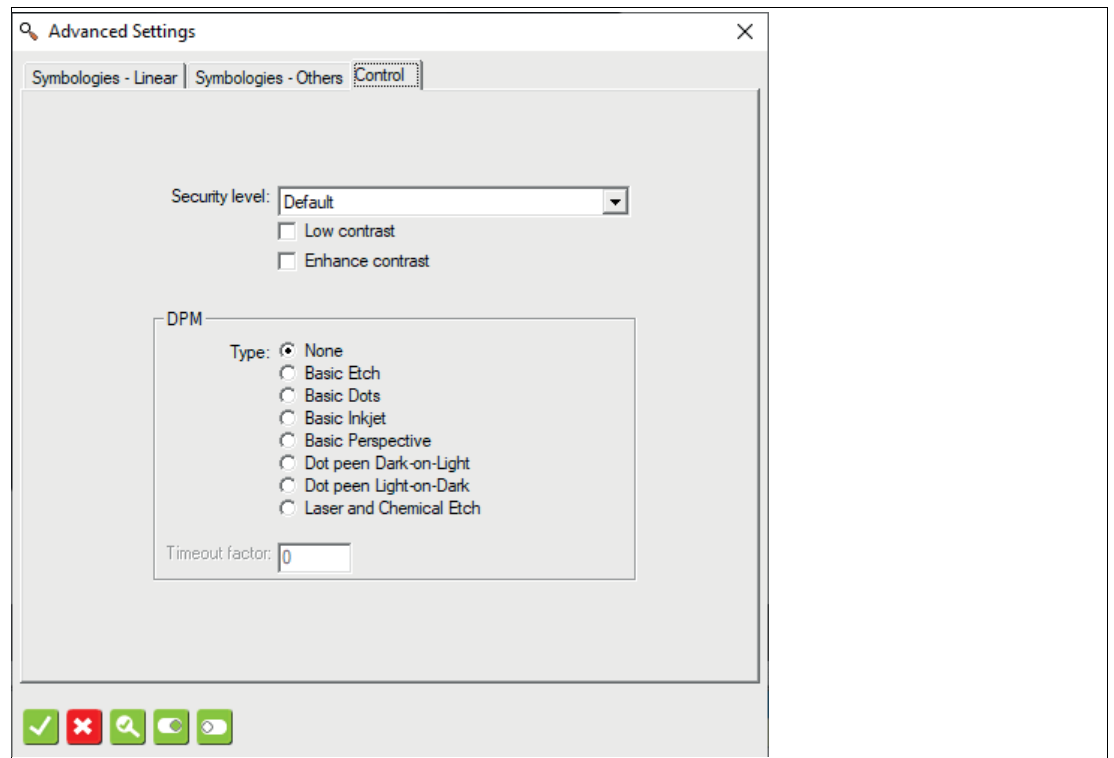 Advanced Settings
Symbologies - Linear Symbologies - Others Control
Security level: Default
Low contrast
Enhance contrast
DPM
Type: None
Basic Etch
Basic Dots
Basic Inkjet
Basic Perspective
Dot peen Dark-on-Light
Dot peen Light-on-Dark
Laser and Chemical Etch
Timeout factor: 0